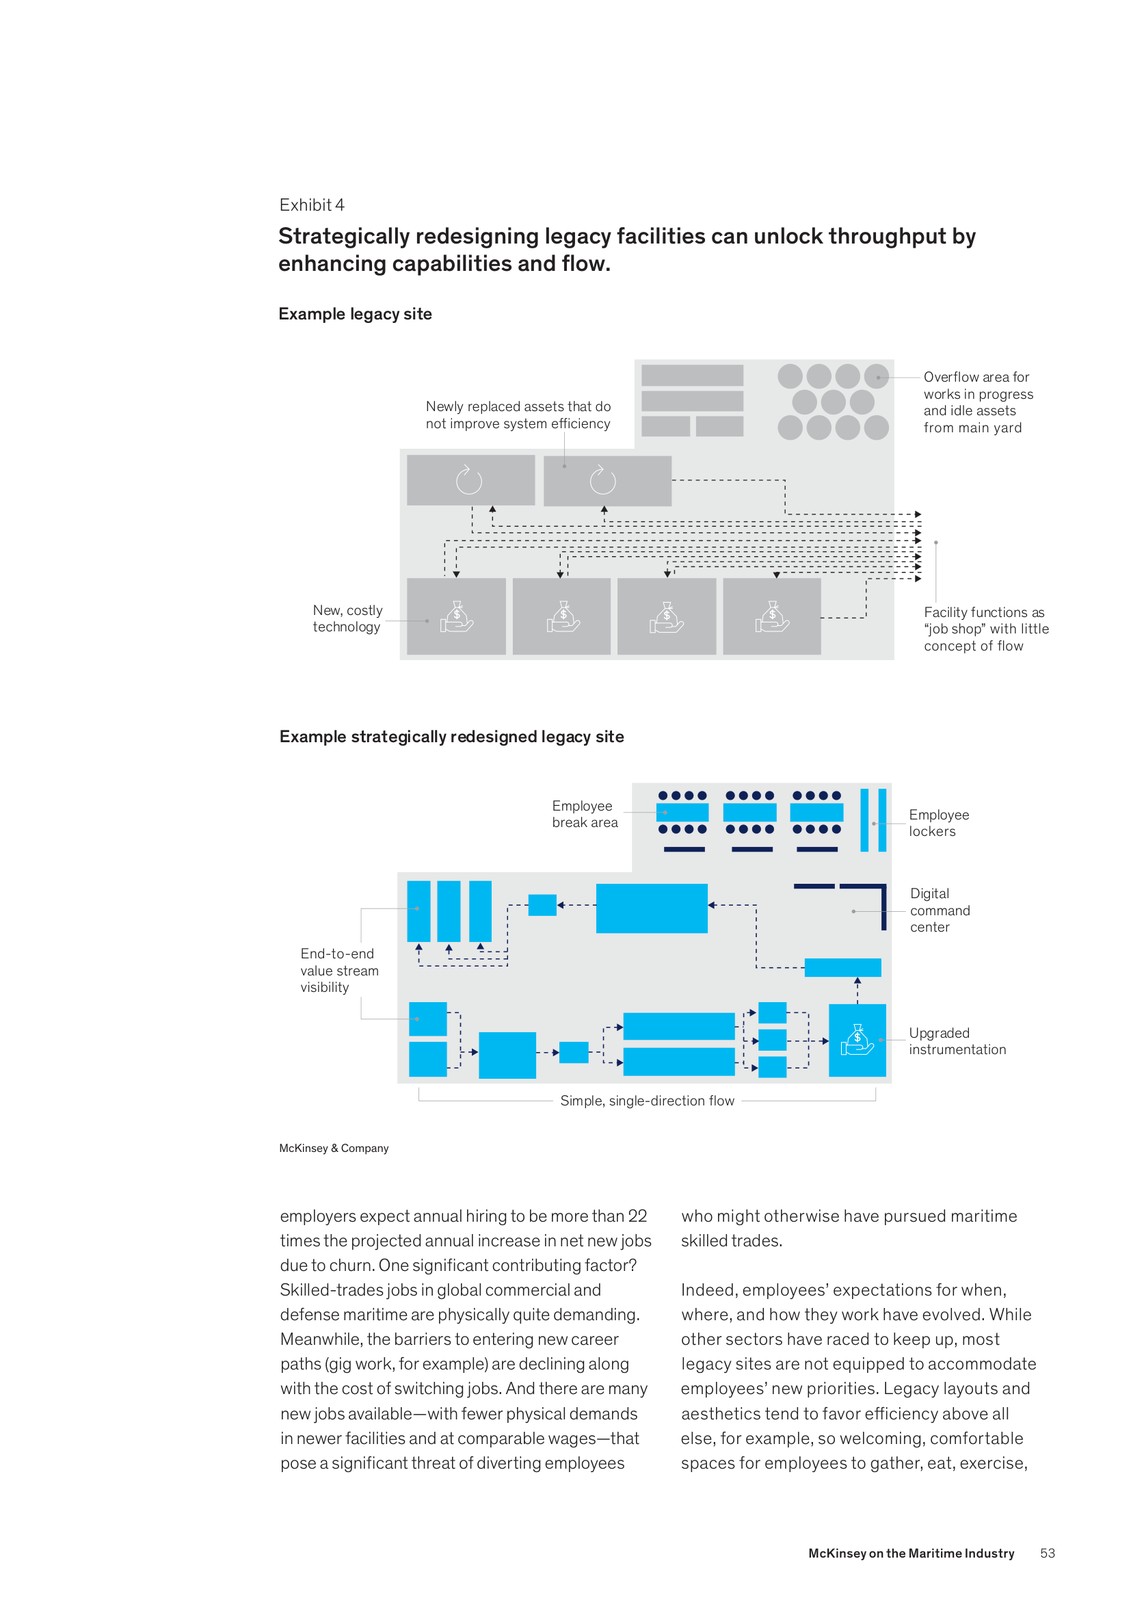 Exhibit 4
Strategically redesigning legacy facilities can unlock throughput by
enhancing capabilities and flow.
Example legacy site
Newly replaced assets that do
not improve system efficiency
Overflow area for
works in progress
and idle assets
from main yard
New, costly
technology
$
$
$
$
Facility functions as
“job shop” with little
concept of flow
Example strategically redesigned legacy site
Employee
break area
Employee
lockers
Digital
command
center
End-to-end
value stream
visibility
$
Upgraded
instrumentation
Simple, single-direction flow
McKinsey & Company
employers expect annual hiring to be more than 22
times the projected annual increase in net new jobs
due to churn. One significant contributing factor?
Skilled-trades jobs in global commercial and
defense maritime are physically quite demanding.
Meanwhile, the barriers to entering new career
paths (gig work, for example) are declining along
with the cost of switching jobs. And there are many
new jobs available—with fewer physical demands
in newer facilities and at comparable wages—that
pose a significant threat of diverting employees
who might otherwise have pursued maritime
skilled trades.
Indeed, employees’ expectations for when,
where, and how they work have evolved. While
other sectors have raced to keep up, most
legacy sites are not equipped to accommodate
employees’ new priorities. Legacy layouts and
aesthetics tend to favor efficiency above all
else, for example, so welcoming, comfortable
spaces for employees to gather, eat, exercise,
McKinsey on the Maritime Industry 53